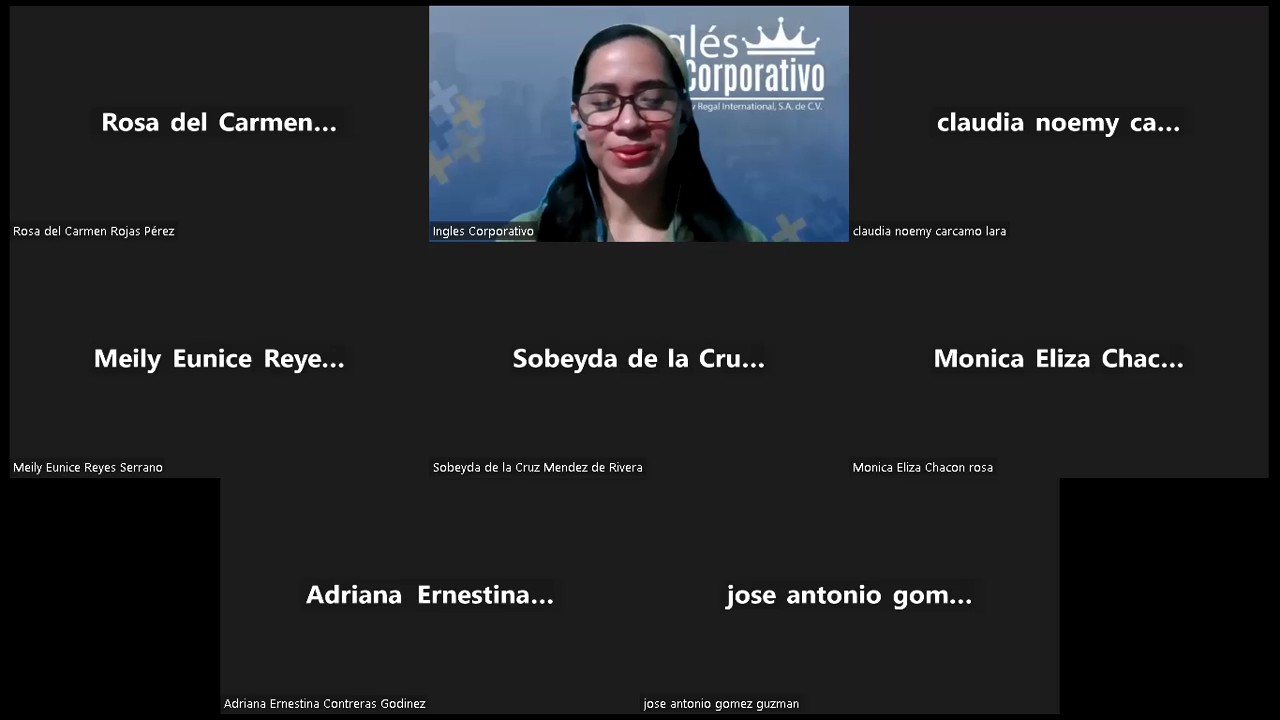 Rosa del Carmen...
Rosa del Carmen Rojas Pérez
glés
Corporativo
y Regal International, S.A. de C.V.
Ingles Corporativo
claudia noemy ca...
claudia noemy carcamo lara
Meily Eunice Reye...
Meily Eunice Reyes Serrano
Sobeyda de la Cru...
Sobeyda de la Cruz Mendez de Rivera
Monica Eliza Chac...
Monica Eliza Chacon rosa
Adriana Ernestina...
Adriana Ernestina Contreras Godinez
jose antonio gom...
jose antonio gomez guzman